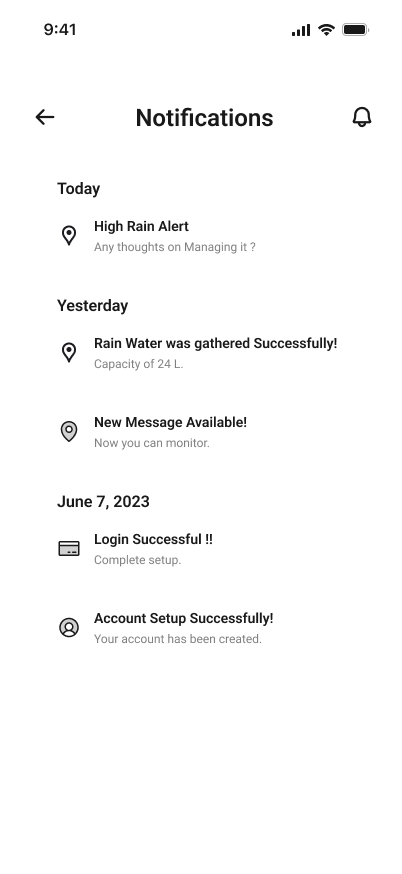 9:41
Notifications
Today
High Rain Alert
Any thoughts on Managing it ?
Yesterday
Rain Water was gathered Successfully!
Capacity of 24 L.
New Message Available!
Now you can monitor.
June 7, 2023
Login Successful !!
Complete setup.
Account Setup Successfully!
Your account has been created.